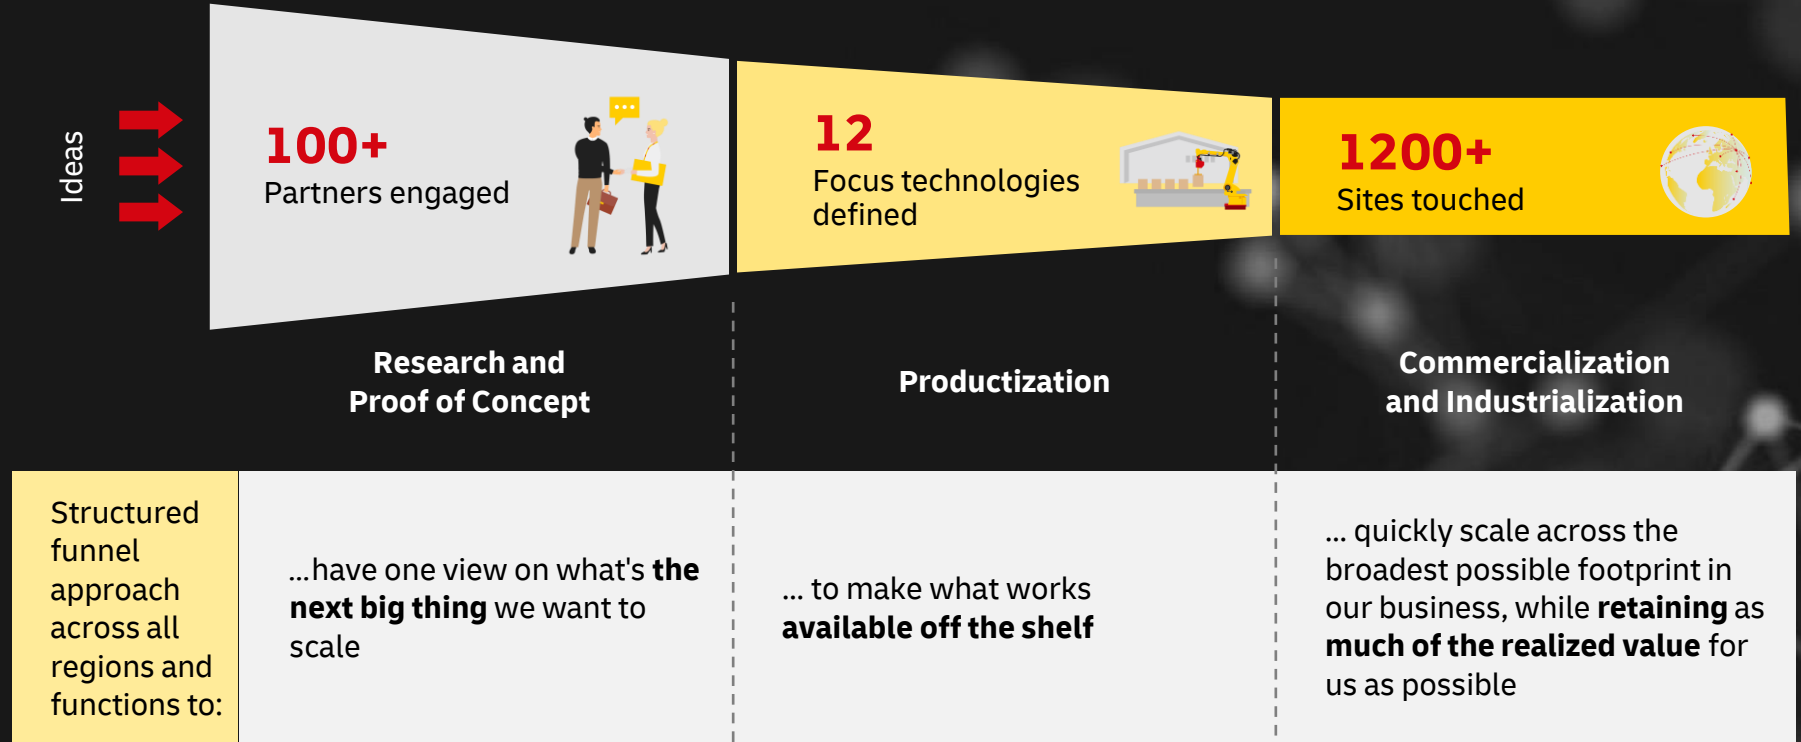 Ideas
100+
Partners engaged
12
Focus technologies
defined
1200+
Sites touched
Research and
Proof of Concept
Productization
Commercialization
and Industrialization
Structured
funnel
approach
across all
regions and
functions to:
...have one view on what's the
next big thing we want to
scale
... to make what works
available off the shelf
... quickly scale across the
broadest possible footprint in
our business, while retaining as
much of the realized value for
us as possible